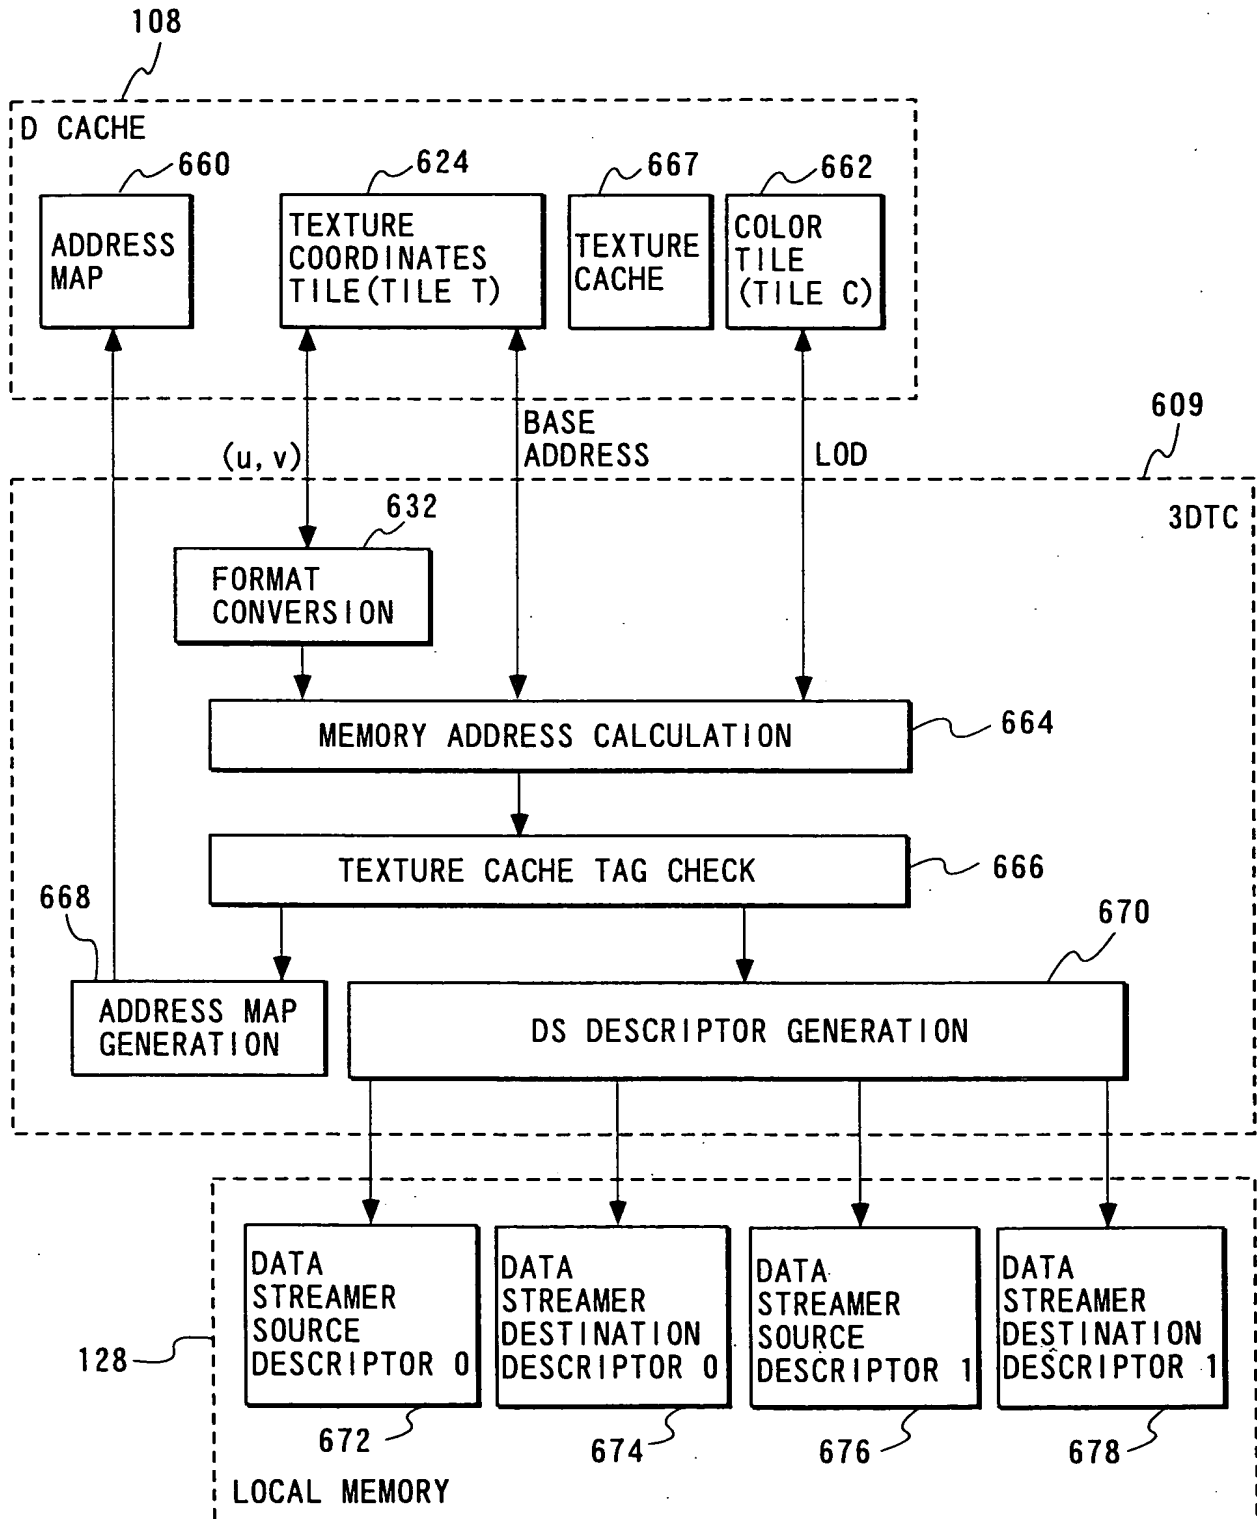 108
D CACHE
660
624
667
662
ADDRESS
MAP
TEXTURE
COORDINATES
TILE(TILE T)
TEXTURE
CACHE
COLOR
TILE
(TILE C)
(u,v)
BASE
ADDRESS
LOD
609
3DTC
632
FORMAT
CONVERSION
MEMORY ADDRESS CALCULATION
664
TEXTURE CACHE TAG CHECK
666
668
670
ADDRESS MAP
GENERATION
DS DESCRIPTOR GENERATION
DATA
STREAMER
SOURCE
DESCRIPTOR 0
DATA
STREAMER
DESTINATION
DESCRIPTOR 0
DATA
STREAMER
SOURCE
DESCRIPTOR 1
DATA
STREAMER
DESTINATION
DESCRIPTOR 1
128
672
674
676
678
LOCAL MEMORY